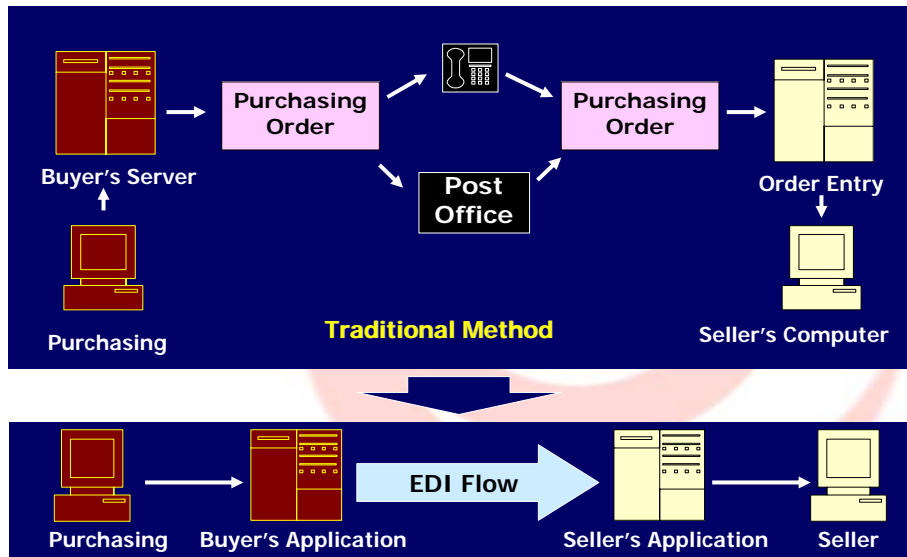 Purchasing
Order
Purchasing
Order
Buyer's Server
Post
Office
Order Entry
Purchasing
Traditional Method
Seller's Computer
EDI Flow
Purchasing
Buyer's Application
Seller's Application
Seller